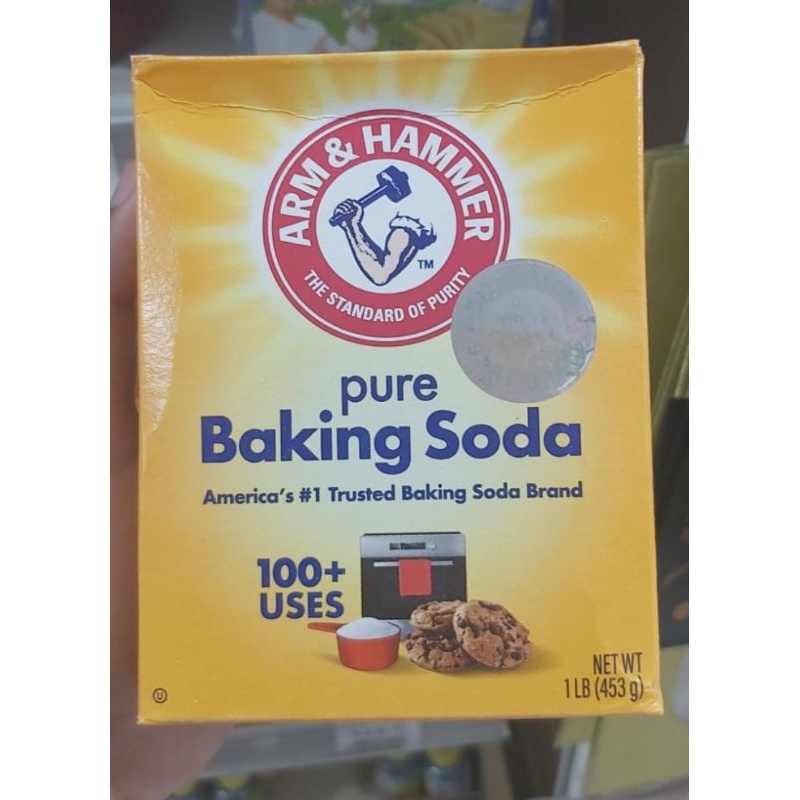 ARM & HAMMER
THE STANDARD OF PURITY
TM
pure
Baking Soda
America's #1 Trusted Baking Soda Brand
100+
USES
NET WT
1 LB (453 g)
U